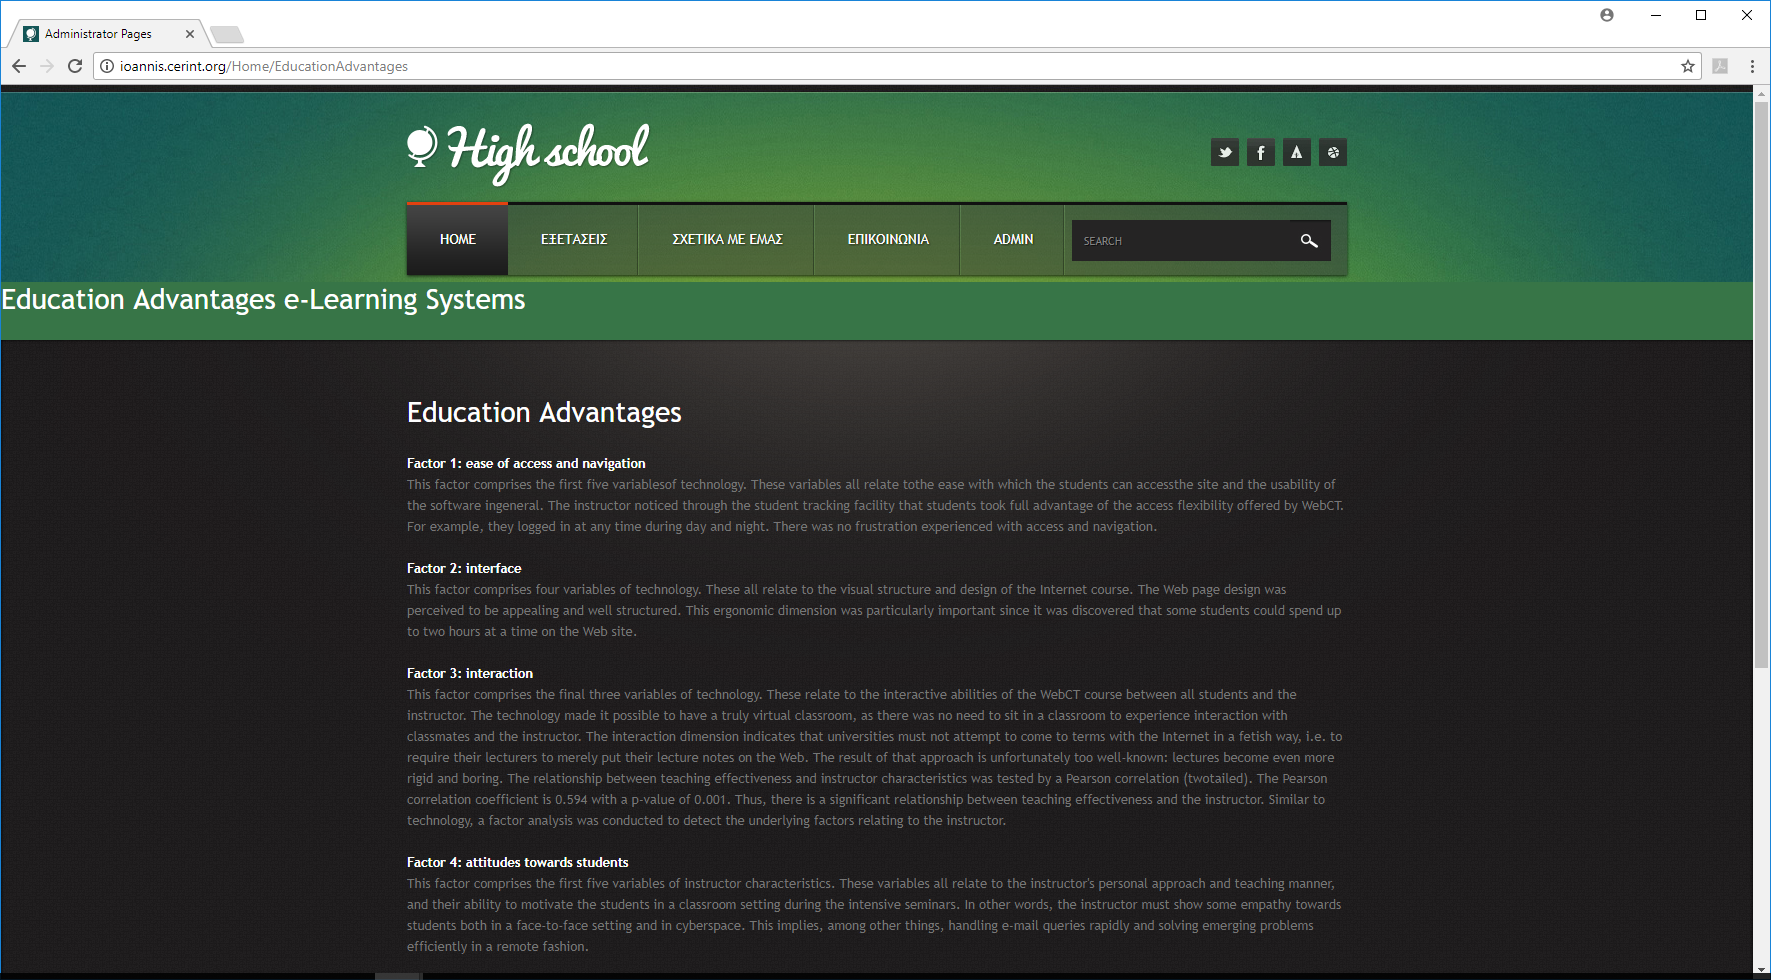 Administrator Pages
ioannis.cerint.org/Home/EducationAdvantages
High school
HOME
ΕΞΕΤΑΣΕΙΣ
ΣΧΕΤΙΚΑ ΜΕ ΕΜΑΣ
ΕΠΙΚΟΙΝΩΝΙΑ
ADMIN
SEARCH
Education Advantages e-Learning Systems
Education Advantages
Factor 1: ease of access and navigation
This factor comprises the first five variablesof technology. These variables all relate tothe ease with which the students can accessthe site and the usability of
the software ingeneral. The instructor noticed through the student tracking facility that students took full advantage of the access flexibility offered by WebCT.
For example, they logged in at any time during day and night. There was no frustration experienced with access and navigation.
Factor 2: interface
This factor comprises four variables of technology. These all relate to the visual structure and design of the Internet course. The Web page design was
perceived to be appealing and well structured. This ergonomic dimension was particularly important since it was discovered that some students could spend up
to two hours at a time on the Web site.
Factor 3: interaction
This factor comprises the final three variables of technology. These relate to the interactive abilities of the WebCT course between all students and the
instructor. The technology made it possible to have a truly virtual classroom, as there was no need to sit in a classroom to experience interaction with
classmates and the instructor. The interaction dimension indicates that universities must not attempt to come to terms with the Internet in a fetish way, i.e. to
require their lecturers to merely put their lecture notes on the Web. The result of that approach is unfortunately too well-known: lectures become even more
rigid and boring. The relationship between teaching effectiveness and instructor characteristics was tested by a Pearson correlation (twotailed). The Pearson
correlation coefficient is 0.594 with a p-value of 0.001. Thus, there is a significant relationship between teaching effectiveness and the instructor. Similar to
technology, a factor analysis was conducted to detect the underlying factors relating to the instructor.
Factor 4: attitudes towards students
This factor comprises the first five variables of instructor characteristics. These variables all relate to the instructor's personal approach and teaching manner,
and their ability to motivate the students in a classroom setting during the intensive seminars. In other words, the instructor must show some empathy towards
students both in a face-to-face setting and in cyberspace. This implies, among other things, handling e-mail queries rapidly and solving emerging problems
efficiently in a remote fashion.